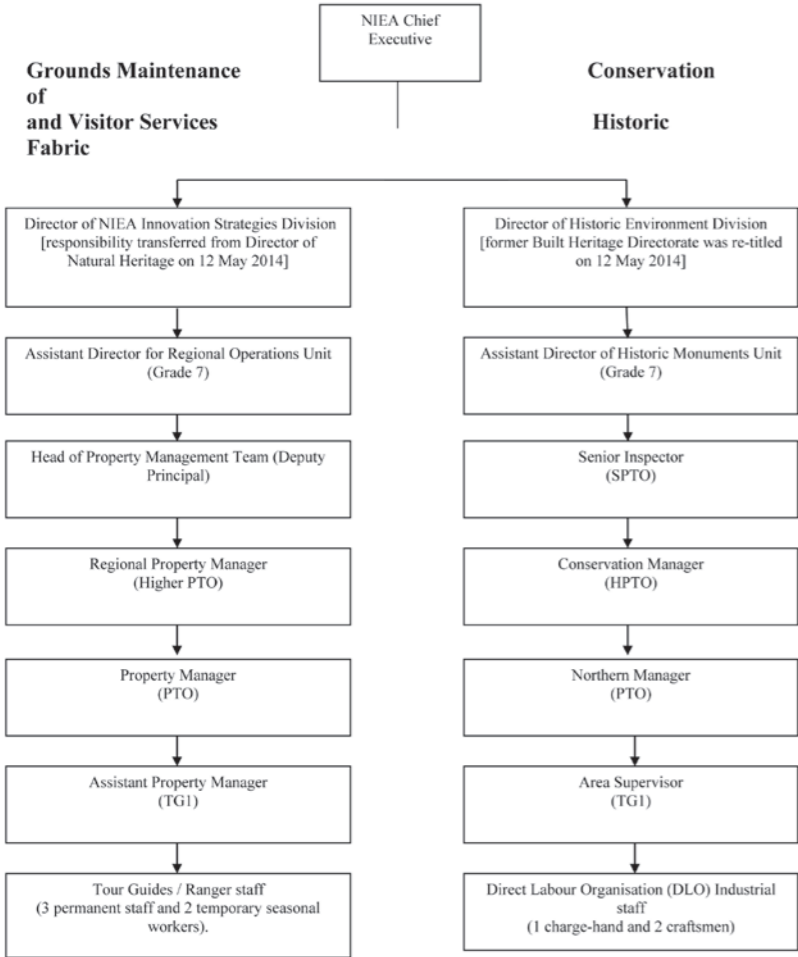 NIEA Chief
Executive
Grounds Maintenance Conservation
of
and Visitor Services Historic
Fabric
Director of NIEA Innovation Strategies Division
[responsibility transferred from Director of
Natural Heritage on 12 May 2014]
Director of Historic Environment Division
[former Built Heritage Directorate was re-titled
on 12 May 2014]
Assistant Director for Regional Operations Unit
(Grade 7)
Assistant Director of Historic Monuments Unit
(Grade 7)
Head of Property Management Team (Deputy
Principal)
Senior Inspector
(SPTO)
Regional Property Manager
(Higher PTO)
Conservation Manager
(HPTO)
Property Manager
(PTO)
Northern Manager
(PTO)
Assistant Property Manager
(TG1)
Area Supervisor
(TG1)
Tour Guides / Ranger staff
(3 permanent staff and 2 temporary seasonal
workers).
Direct Labour Organisation (DLO) Industrial
staff
(1 charge-hand and 2 craftsmen)